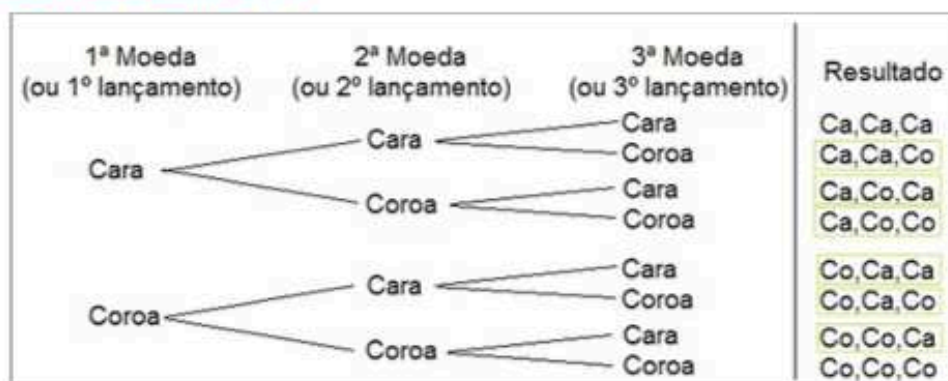 1ª Moeda 2ª Moeda 3ª Moeda
(ou 1º lançamento) (ou 2º lançamento) (ou 3º lançamento) Resultado
Cara Ca,Ca,Ca
Cara
Coroa Ca,Ca,Co
Cara
Cara Ca,Co,Ca
Coroa
Coroa Ca,Co,Co
Cara Co,Ca,Ca
Cara
Coroa Co,Ca,Co
Coroa
Cara Co,Co,Ca
Coroa
Coroa Co,Co,Co